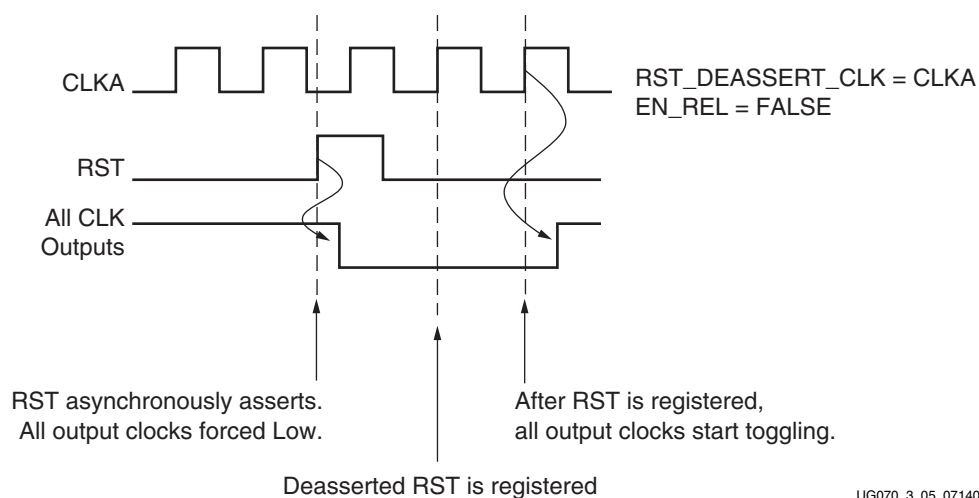 CLKA
RST_DEASSERT_CLK = CLKA
EN_REL = FALSE
RST
All CLK
Outputs
RST asynchronously asserts.
All output clocks forced Low.
After RST is registered,
all output clocks start toggling.
Deasserted RST is registered
UG070_3_05_07140